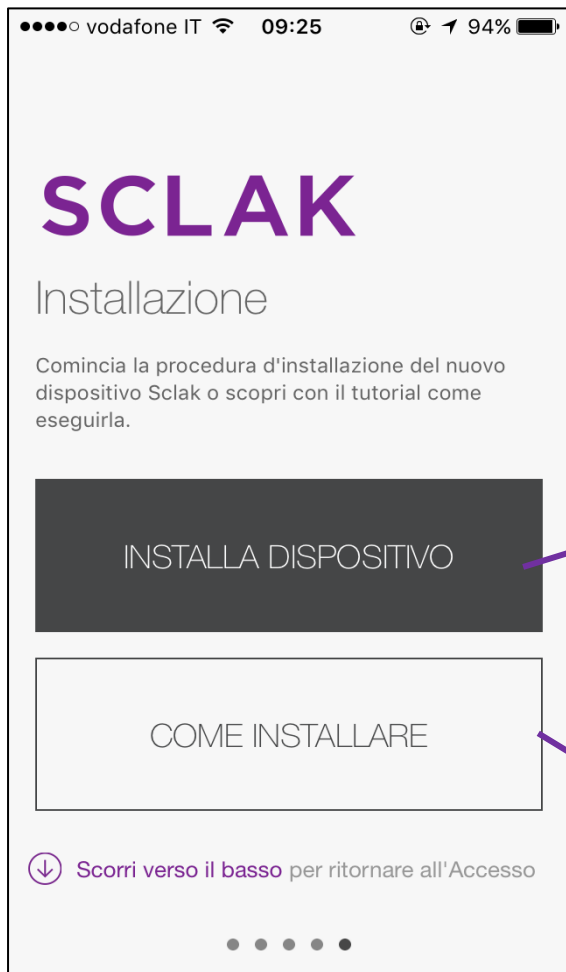 vodafone IT 09:25 94%
SCLAK
Installazione
Comincia la procedura d'installazione del nuovo
dispositivo Sclak o scopri con il tutorial come
eseguirla.
INSTALLA DISPOSITIVO
COME INSTALLARE
Scorri verso il basso per ritornare all'Accesso